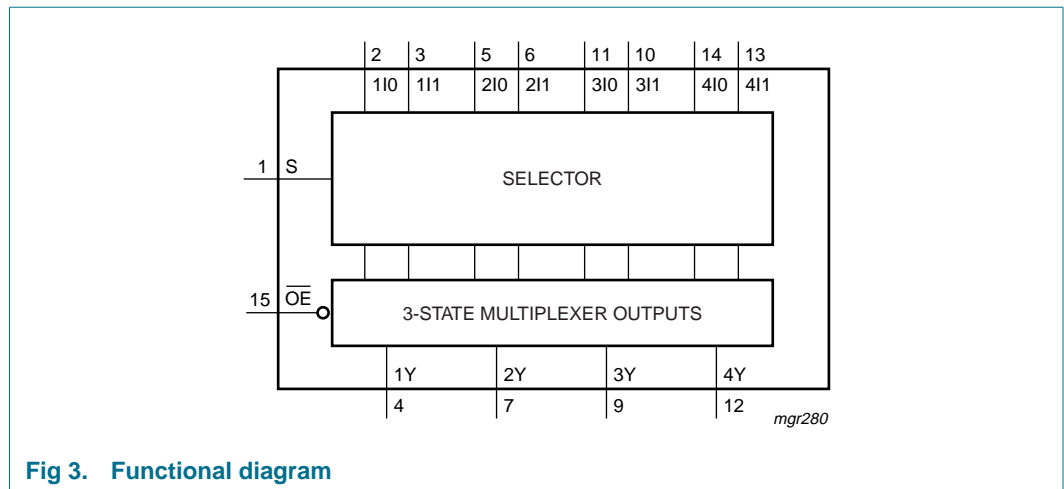 2 3 5 6 11 10 14 13
1I0 1I1 2I0 2I1 3I0 3I1 4I0 4I1
1 S
SELECTOR
15 O̅E̅
3-STATE MULTIPLEXER OUTPUTS
1Y 2Y 3Y 4Y
4 7 9 12
mgr280
Fig 3. Functional diagram